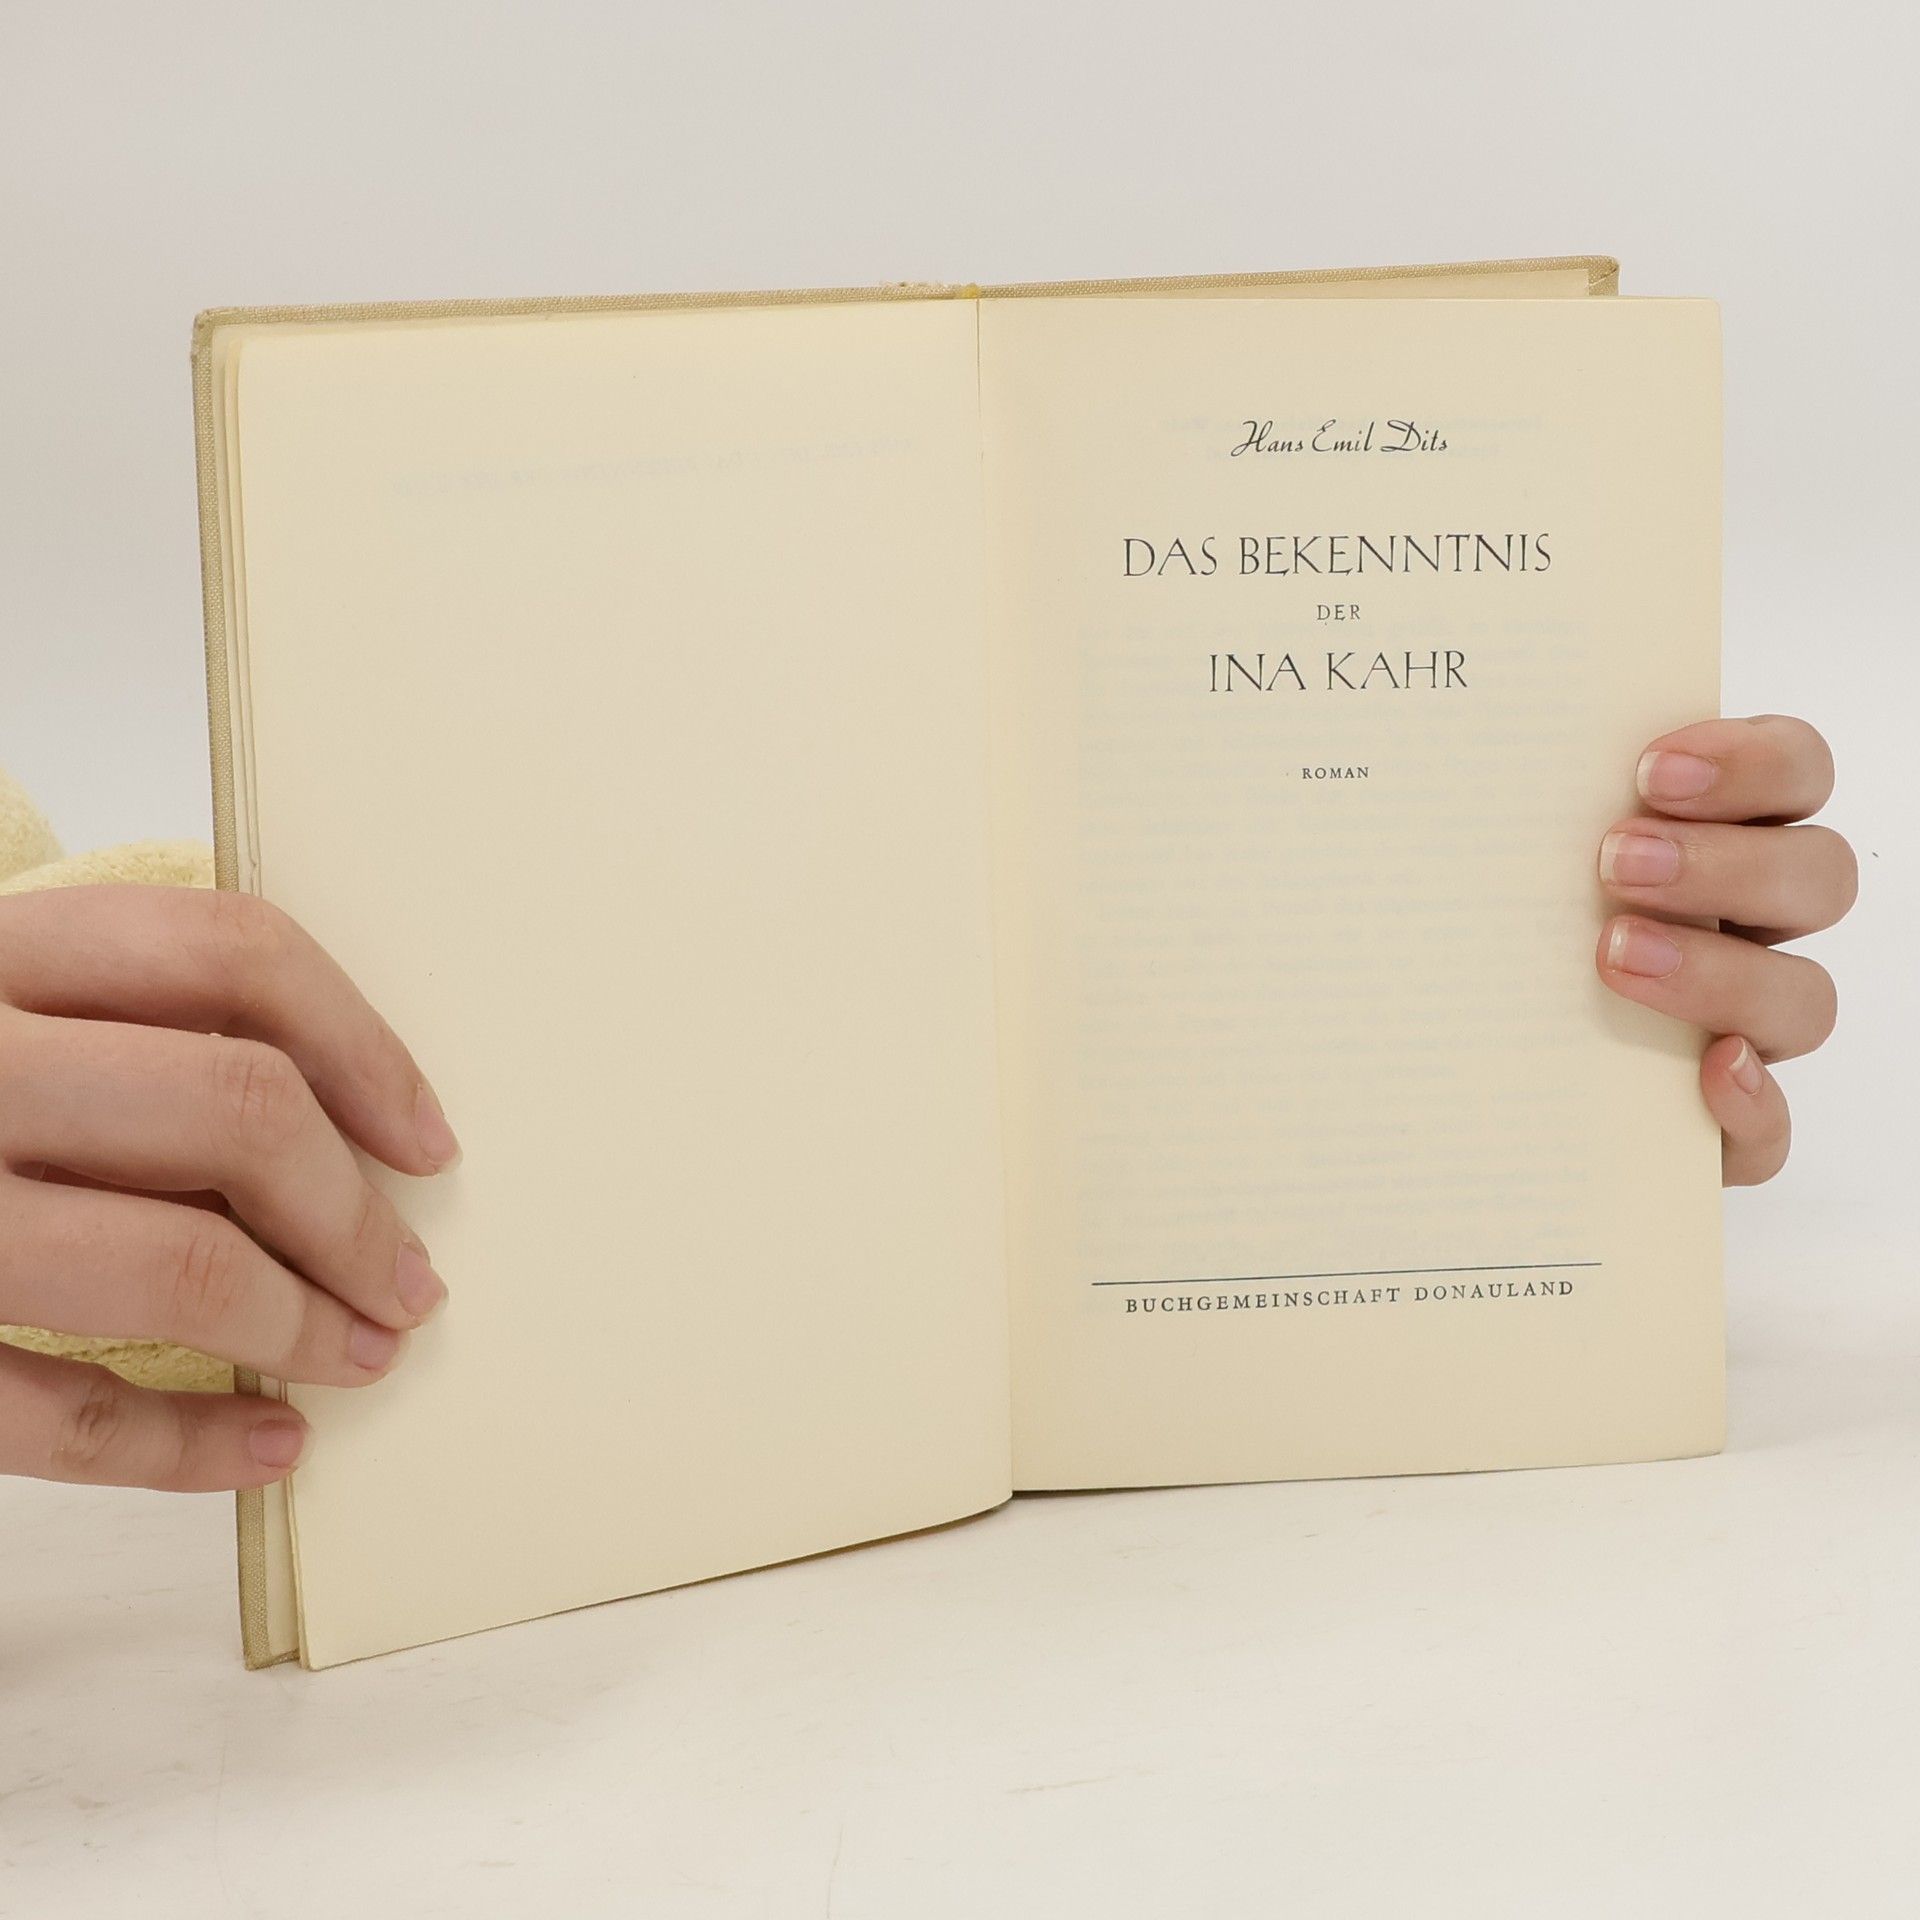 Hans Emil Dits
DAS BEKENNTNIS
DER
INA KAHR
ROMAN
BUCHGEMEINSCHAFT DONAULAND